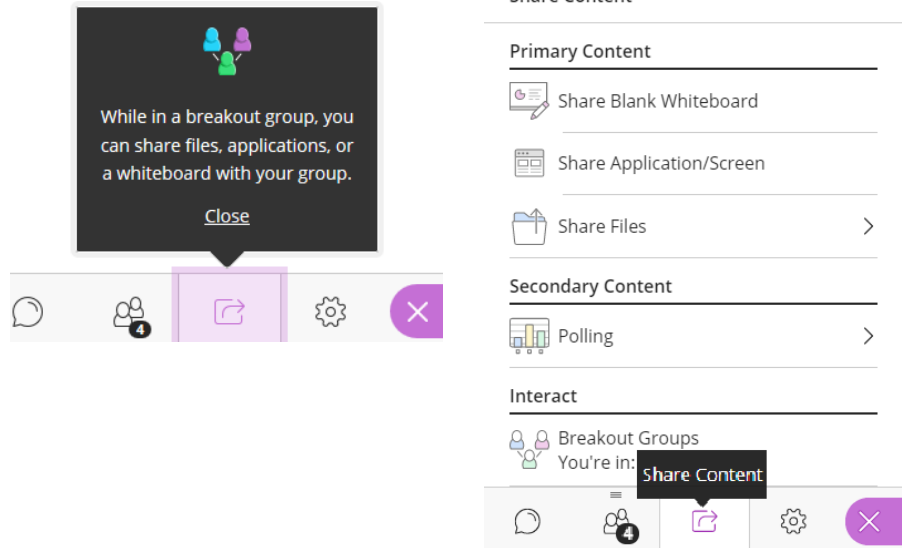 While in a breakout group, you
can share files, applications, or
a whiteboard with your group.
Close
4
Share Content
Primary Content
Share Blank Whiteboard
Share Application/Screen
Share Files
Secondary Content
Polling
Interact
Breakout Groups
You're in:
Share Content
4